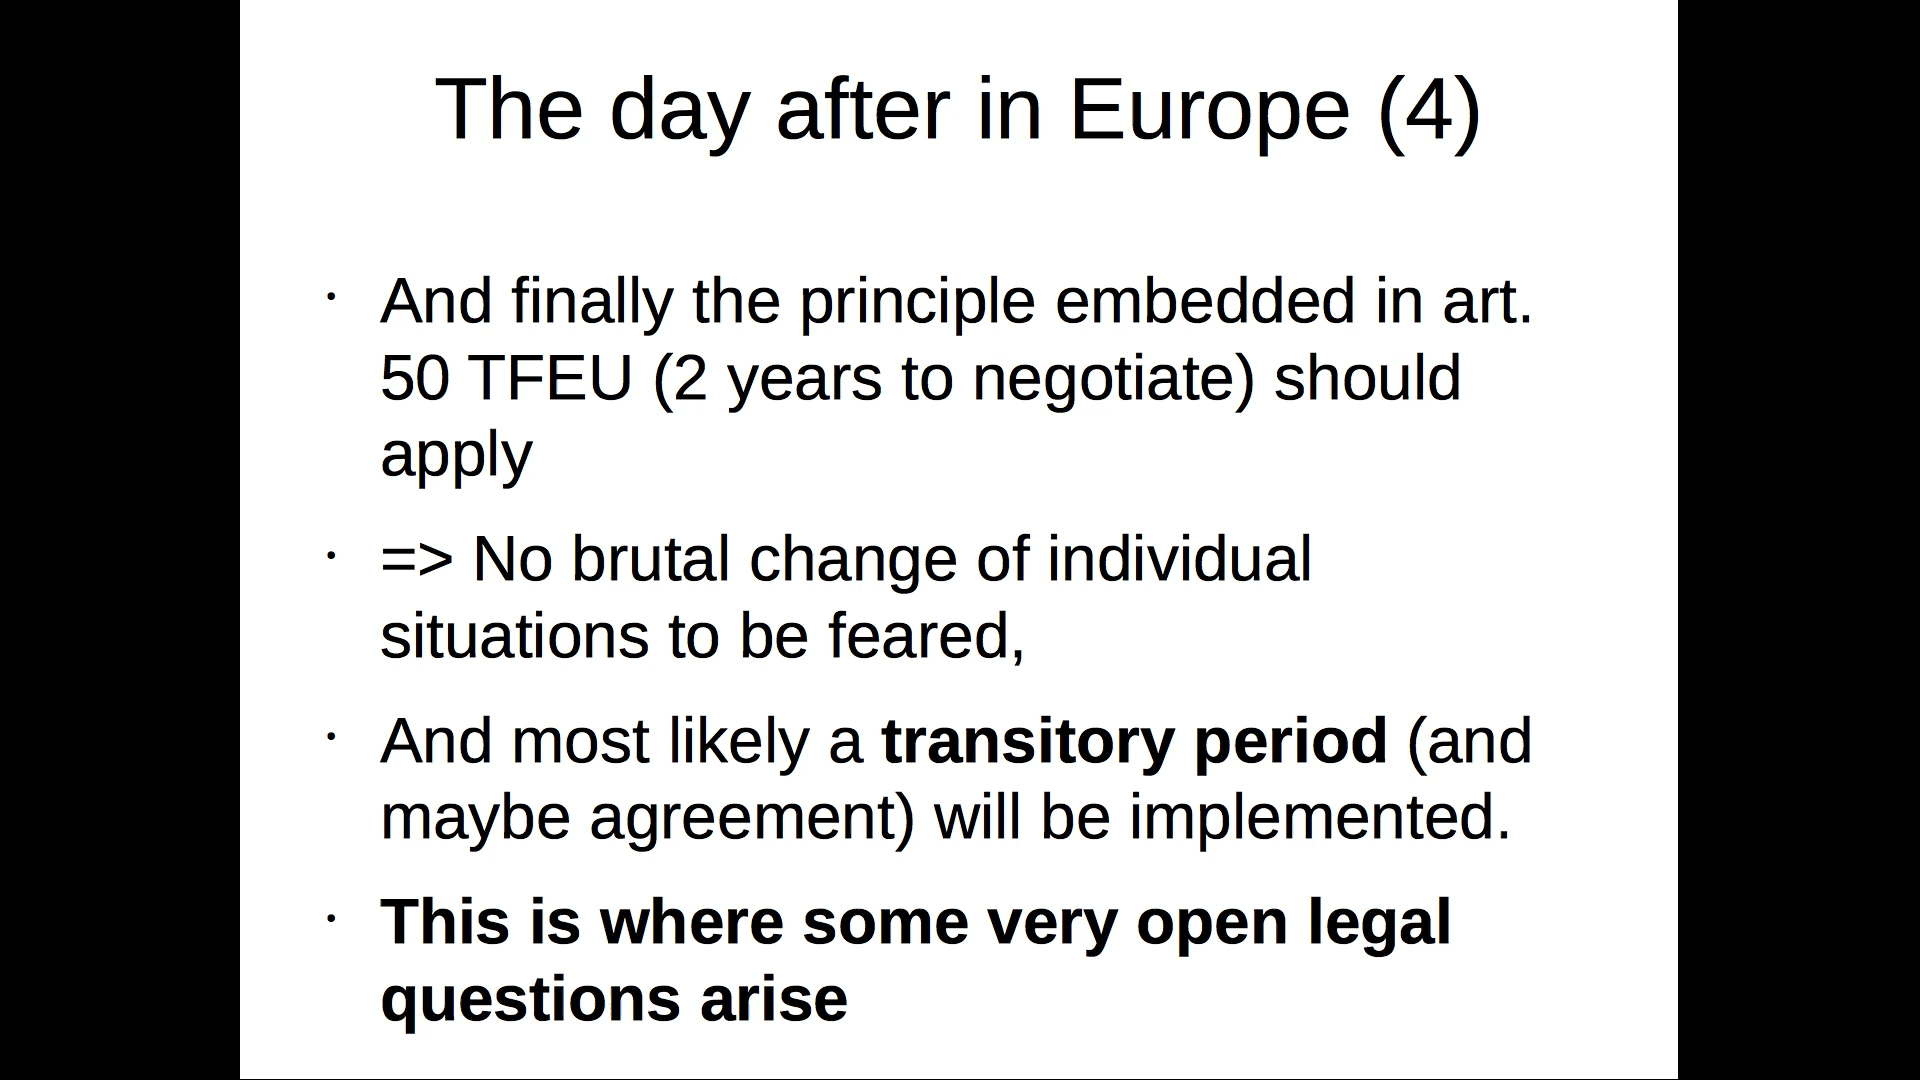 The day after in Europe (4)
· And finally the principle embedded in art.
50 TFEU (2 years to negotiate) should
apply
· => No brutal change of individual
situations to be feared,
· And most likely a transitory period (and
maybe agreement) will be implemented.
· This is where some very open legal
questions arise